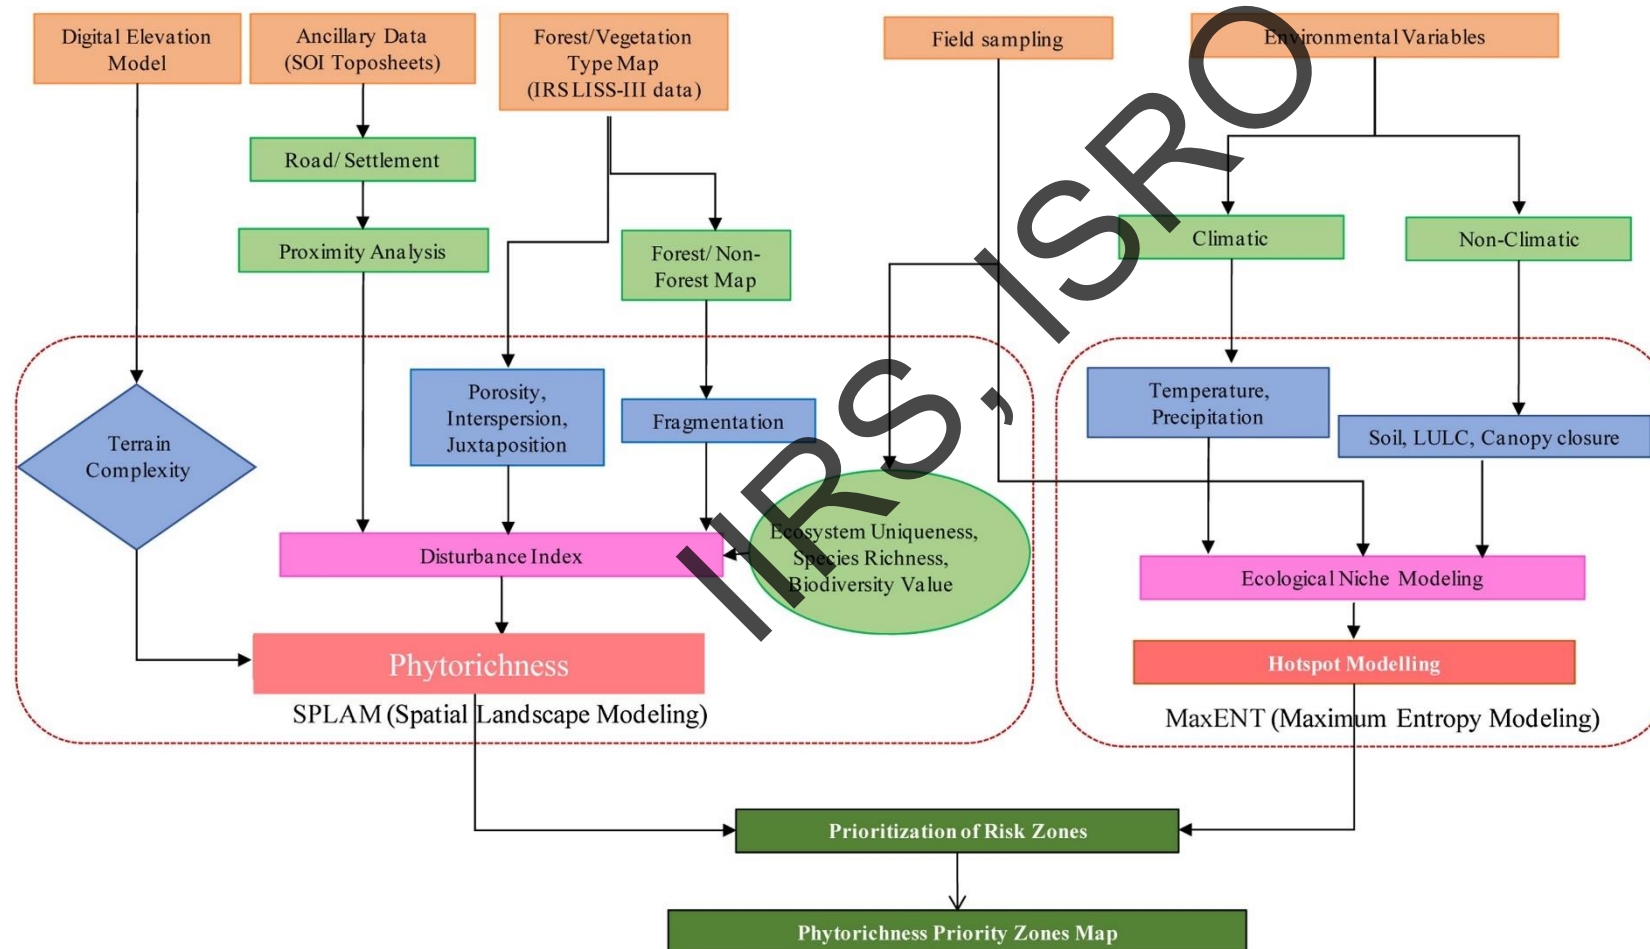 Digital Elevation
Model
Ancillary Data
(SOI Toposheets)
Forest/Vegetation
Type Map
(IRS LISS-III data)
Field sampling
Environmental Variables
Road/ Settlement
Proximity Analysis
Forest/ Non-
Forest Map
Climatic
Non-Climatic
Terrain
Complexity
Porosity,
Interspersion,
Juxtaposition
Fragmentation
Temperature,
Precipitation
Soil, LULC, Canopy closure
Disturbance Index
Ecosystem Uniqueness,
Species Richness,
Biodiversity Value
Ecological Niche Modeling
Phytorichness
Hotspot Modelling
SPLAM (Spatial Landscape Modeling)
MaxENT (Maximum Entropy Modeling)
Prioritization of Risk Zones
Phytorichness Priority Zones Map
IIRS, ISRO